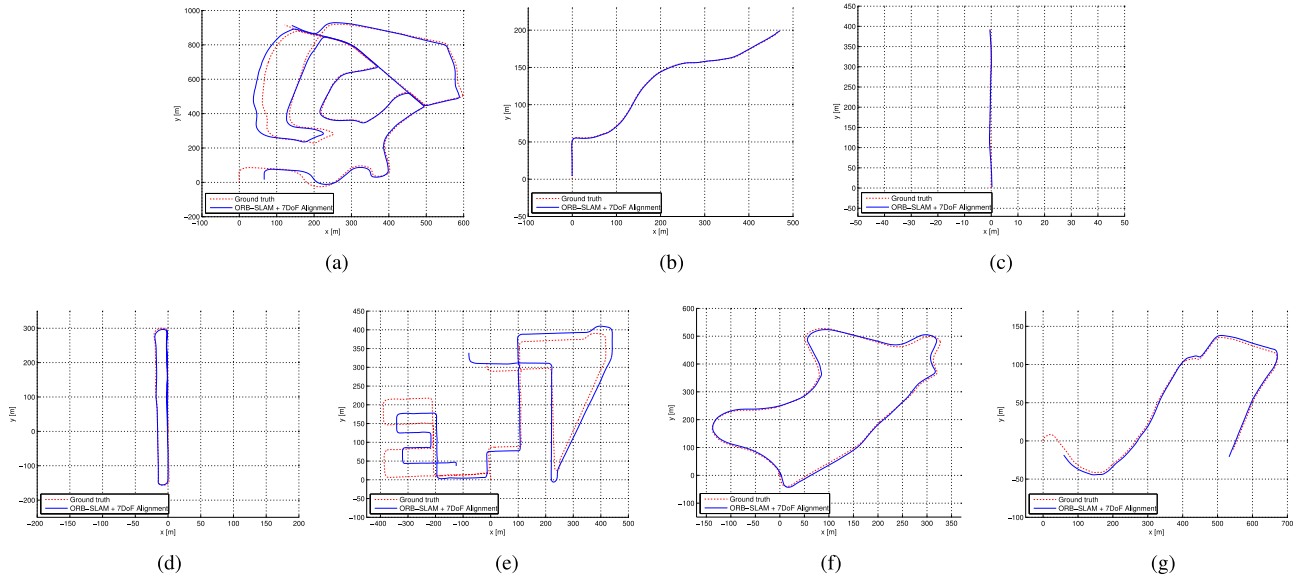 1000
800
600
400
200
0
−200
y [m]
Ground truth
ORB−SLAM + 7DoF Alignment
−100 0 100 200 300 400 500 600
x [m]
(a)
200
150
100
50
0
−50
y [m]
Ground truth
ORB−SLAM + 7DoF Alignment
−100 0 100 200 300 400 500
x [m]
(b)
450
400
350
300
250
200
150
100
50
0
−50
y [m]
Ground truth
ORB−SLAM + 7DoF Alignment
−50 −40 −30 −20 −10 0 10 20 30 40 50
x [m]
(c)
300
200
100
0
−100
−200
y [m]
Ground truth
ORB−SLAM + 7DoF Alignment
−200 −150 −100 −50 0 50 100 150 200
x [m]
(d)
450
400
350
300
250
200
150
100
50
0
−50
−100
y [m]
Ground truth
ORB−SLAM + 7DoF Alignment
−400 −300 −200 −100 0 100 200 300 400 500
x [m]
(e)
600
500
400
300
200
100
0
−100
y [m]
Ground truth
ORB−SLAM + 7DoF Alignment
−150 −100 −50 0 50 100 150 200 250 300 350
x [m]
(f)
150
100
50
0
−50
−100
y [m]
Ground truth
ORB−SLAM + 7DoF Alignment
0 100 200 300 400 500 600 700
x [m]
(g)